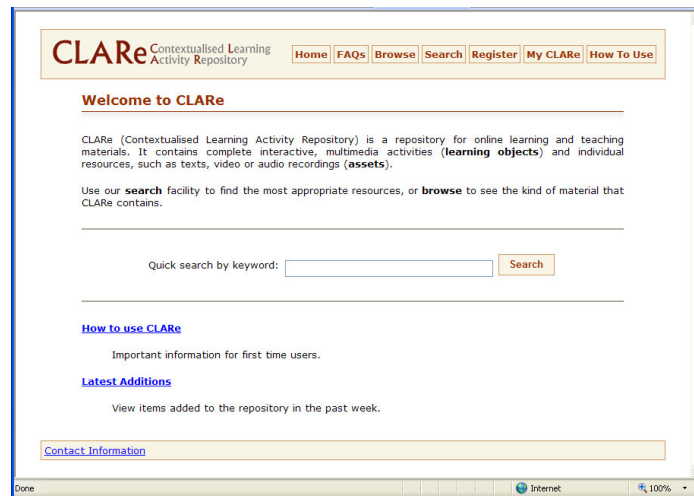 CLARe Contextualised Learning Activity Repository
Home FAQs Browse Search Register My CLARe How To Use
Welcome to CLARe
CLARe (Contextualised Learning Activity Repository) is a repository for online learning and teaching
materials. It contains complete interactive, multimedia activities (learning objects) and individual
resources, such as texts, video or audio recordings (assets).
Use our search facility to find the most appropriate resources, or browse to see the kind of material that
CLARe contains.
Quick search by keyword: Search
How to use CLARe
Important information for first time users.
Latest Additions
View items added to the repository in the past week.
Contact Information
Done Internet 100%